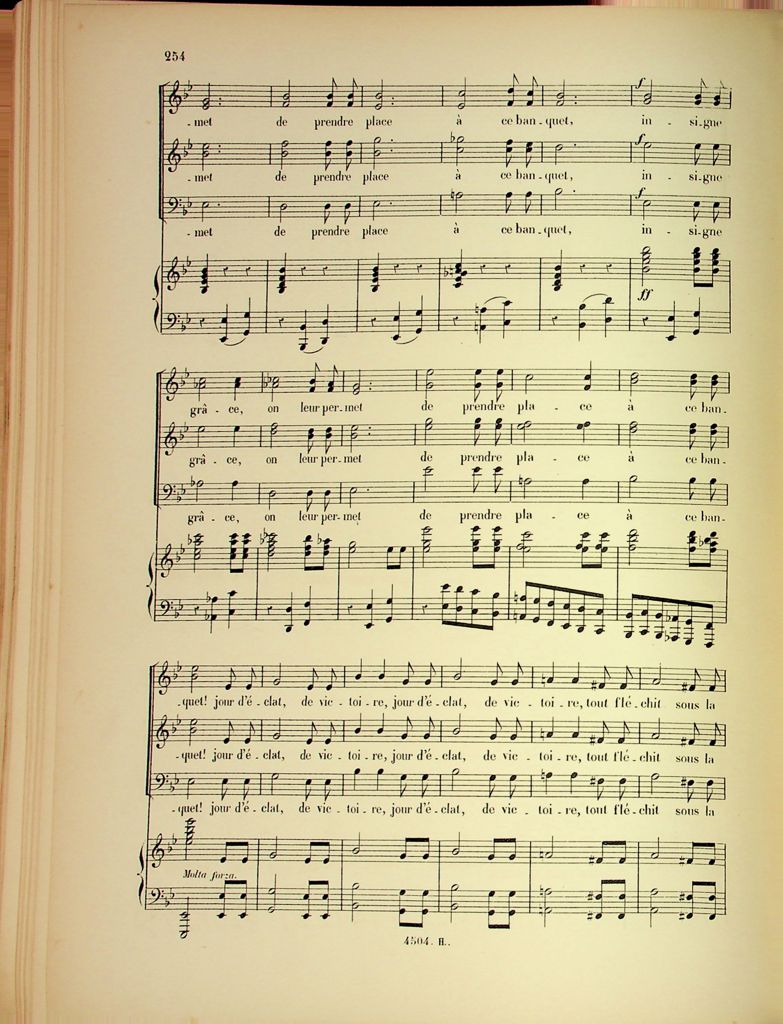 254
f
-met de prendre place à ce ban-quet, in-si-gne
f
-met de prendre place à ce ban-quet, in-si-gne
f
-met de prendre place à ce ban-quet, in-si-gne
ff
grâ-ce, on leur per-met de prendre pla-ce à ce ban-
grâ-ce, on leur per-met de prendre pla-ce à ce ban-
grâ-ce, on leur per-met de prendre pla-ce à ce ban-
-quet! jour d'é-clat, de vic-toi-re, jour d'é-clat, de vic-toi-re, tout flé-chit sous la
-quet! jour d'é-clat, de vic-toi-re, jour d'é-clat, de vic-toi-re, tout flé-chit sous la
-quet! jour d'é-clat, de vic-toi-re, jour d'é-clat, de vic-toi-re, tout flé-chit sous la
Molta forza.
4504. H..